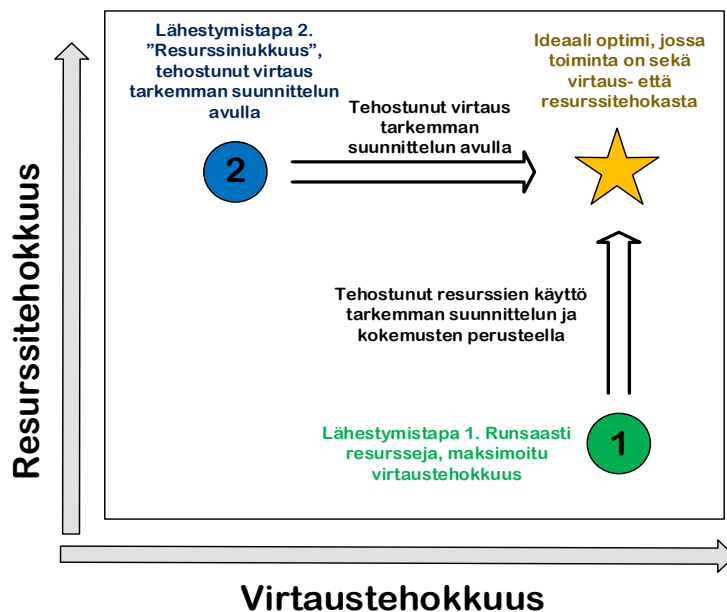 Lähestymistapa 2.
”Resurssiniukkuus”,
tehostunut virtaus
tarkemman suunnittelun
avulla
Ideaali optimi, jossa
toiminta on sekä
virtaus- että
resurssitehokasta
Tehostunut virtaus
tarkemman
suunnittelun avulla
2
Tehostunut resurssien käyttö
tarkemman suunnittelun ja
kokemusten perusteella
Lähestymistapa 1. Runsaasti
resursseja, maksimoitu
virtaustehokkuus
1
Resurssitehokkuus
Virtaustehokkuus